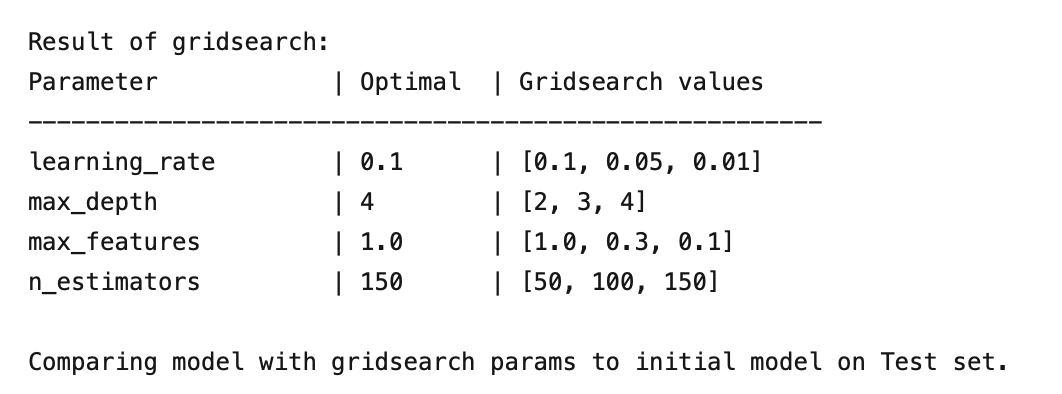 Result of gridsearch:
Parameter            | Optimal  | Gridsearch values
-------------------------------------------------------
learning_rate        | 0.1      | [0.1, 0.05, 0.01]
max_depth            | 4        | [2, 3, 4]
max_features         | 1.0      | [1.0, 0.3, 0.1]
n_estimators         | 150      | [50, 100, 150]
Comparing model with gridsearch params to initial model on Test set.